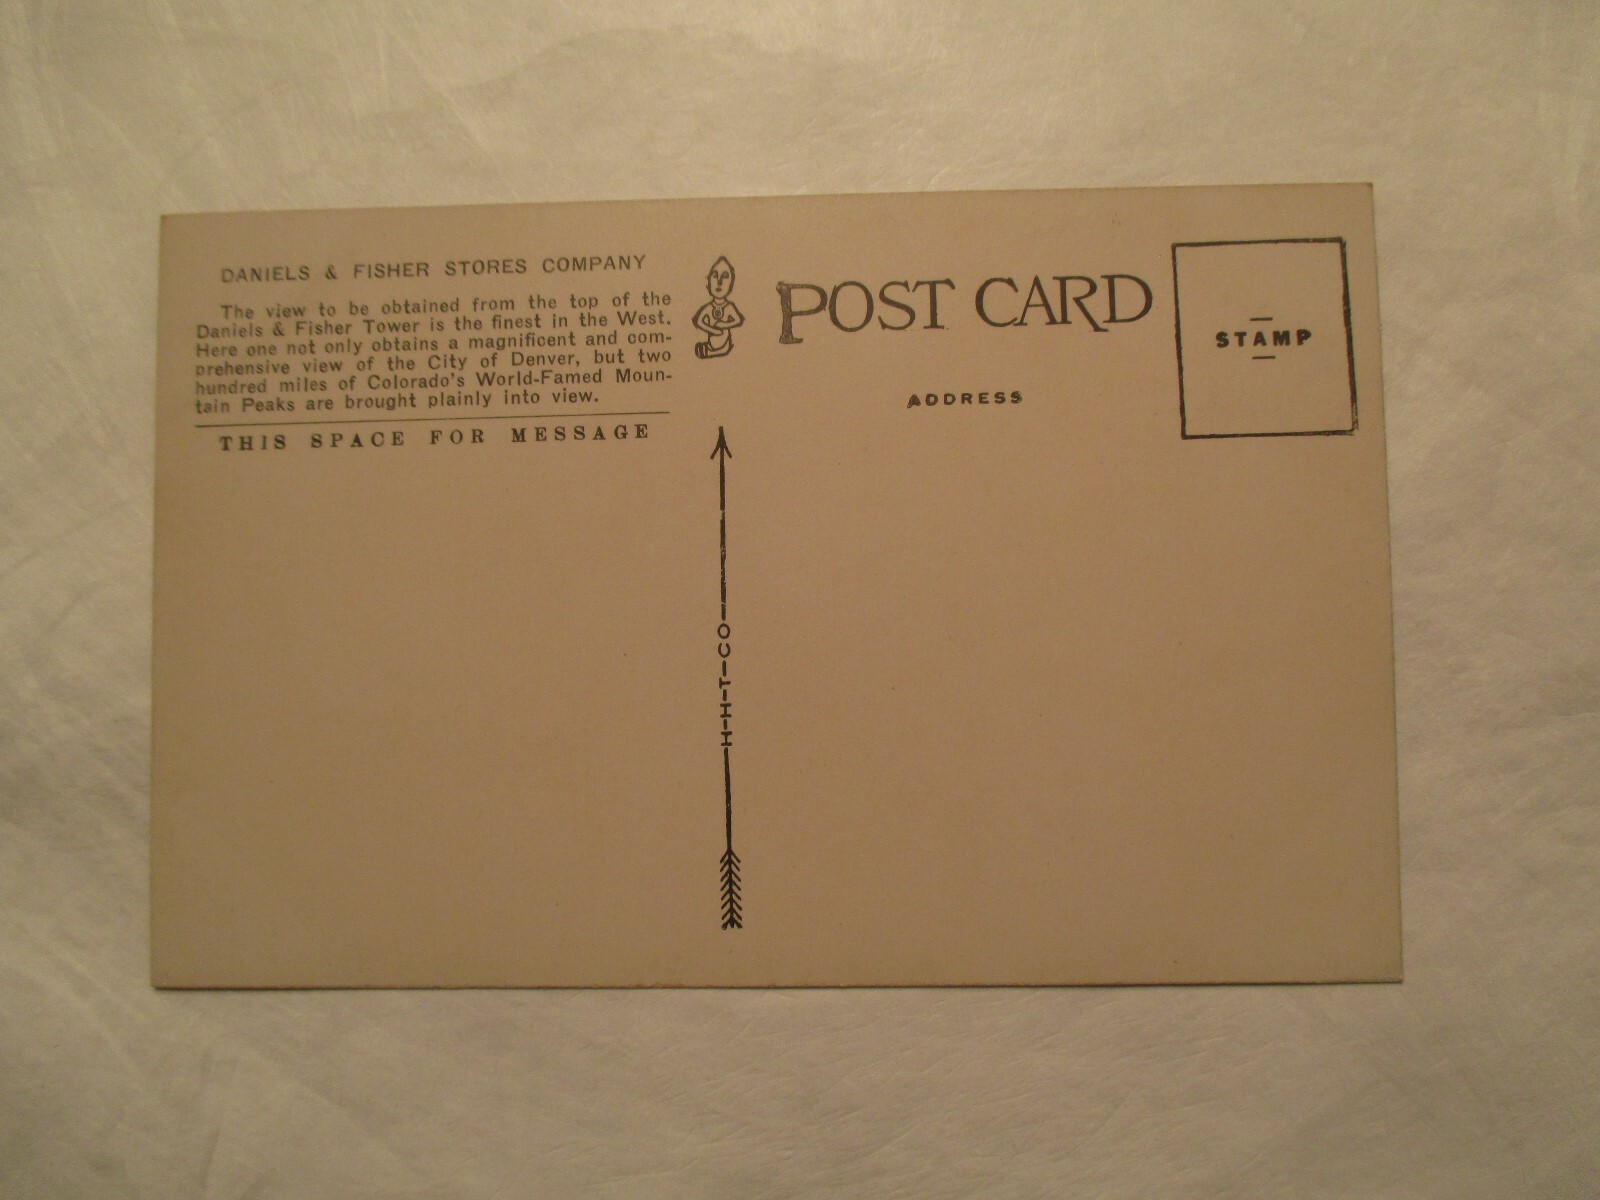 DANIELS & FISHER STORES COMPANY
The view to be obtained from the top of the
Daniels & Fisher Tower is the finest in the West.
Here one not only obtains a magnificent and com-
prehensive view of the City of Denver, but two
hundred miles of Colorado's World-Famed Moun-
tain Peaks are brought plainly into view.
THIS SPACE FOR MESSAGE
H-H-T-CO
POST CARD
ADDRESS
STAMP